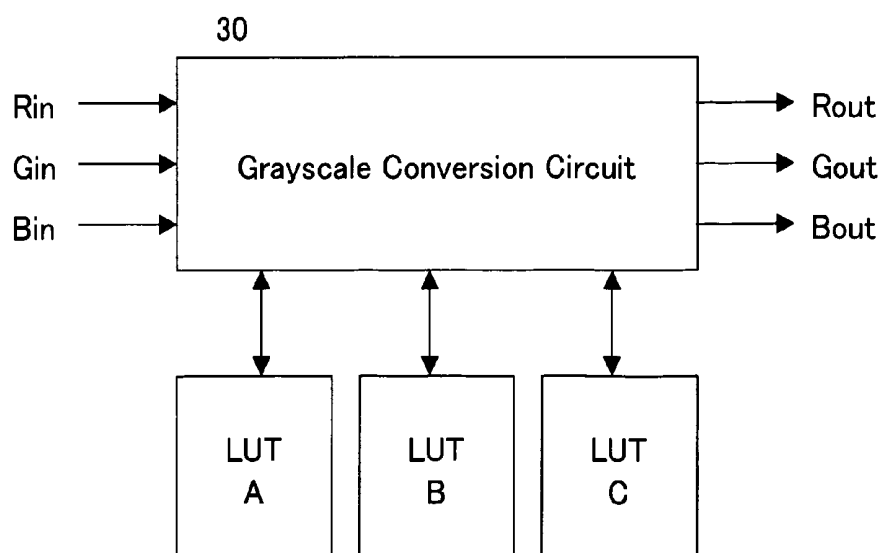 30
Rin
Gin
Bin
Grayscale Conversion Circuit
Rout
Gout
Bout
LUT
A
LUT
B
LUT
C